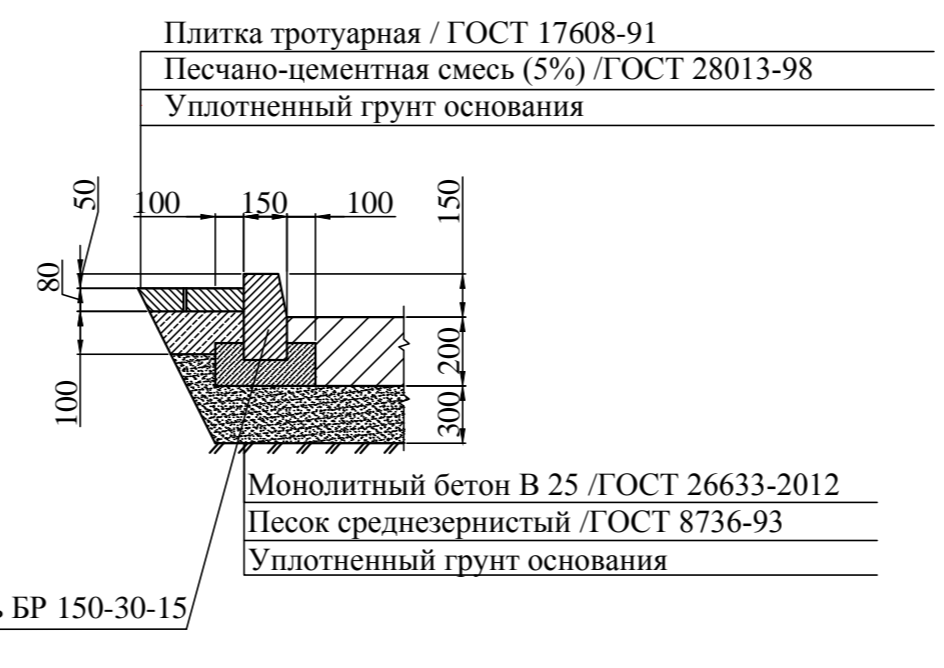 Плитка тротуарная / ГОСТ 17608-91
Песчано-цементная смесь (5%) /ГОСТ 28013-98
Уплотненный грунт основания
50
100 150 100
150
80
200
100
300
Монолитный бетон В 25 /ГОСТ 26633-2012
Песок среднезернистый /ГОСТ 8736-93
Уплотненный грунт основания
ь БР 150-30-15